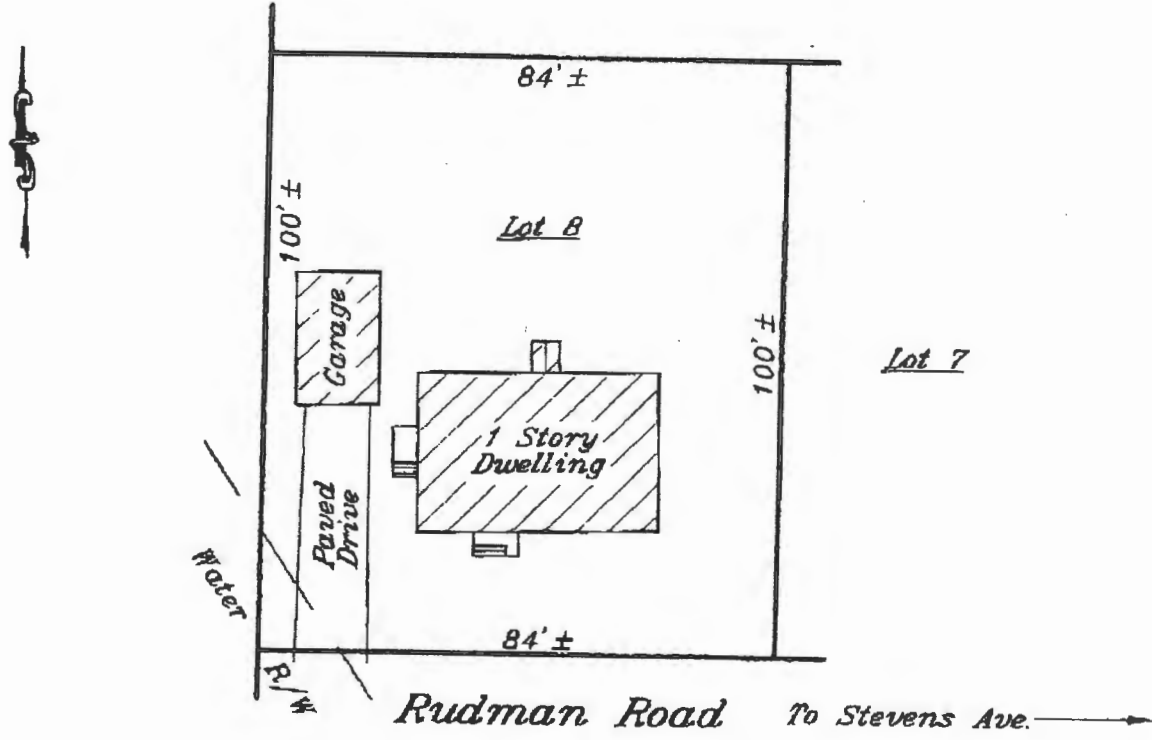 84' ±
100' ±
Lot 8
Garage
100' ±
Lot 7
1 Story
Dwelling
Paved
Drive
Water
84' ±
R/W
Rudman Road
To Stevens Ave.